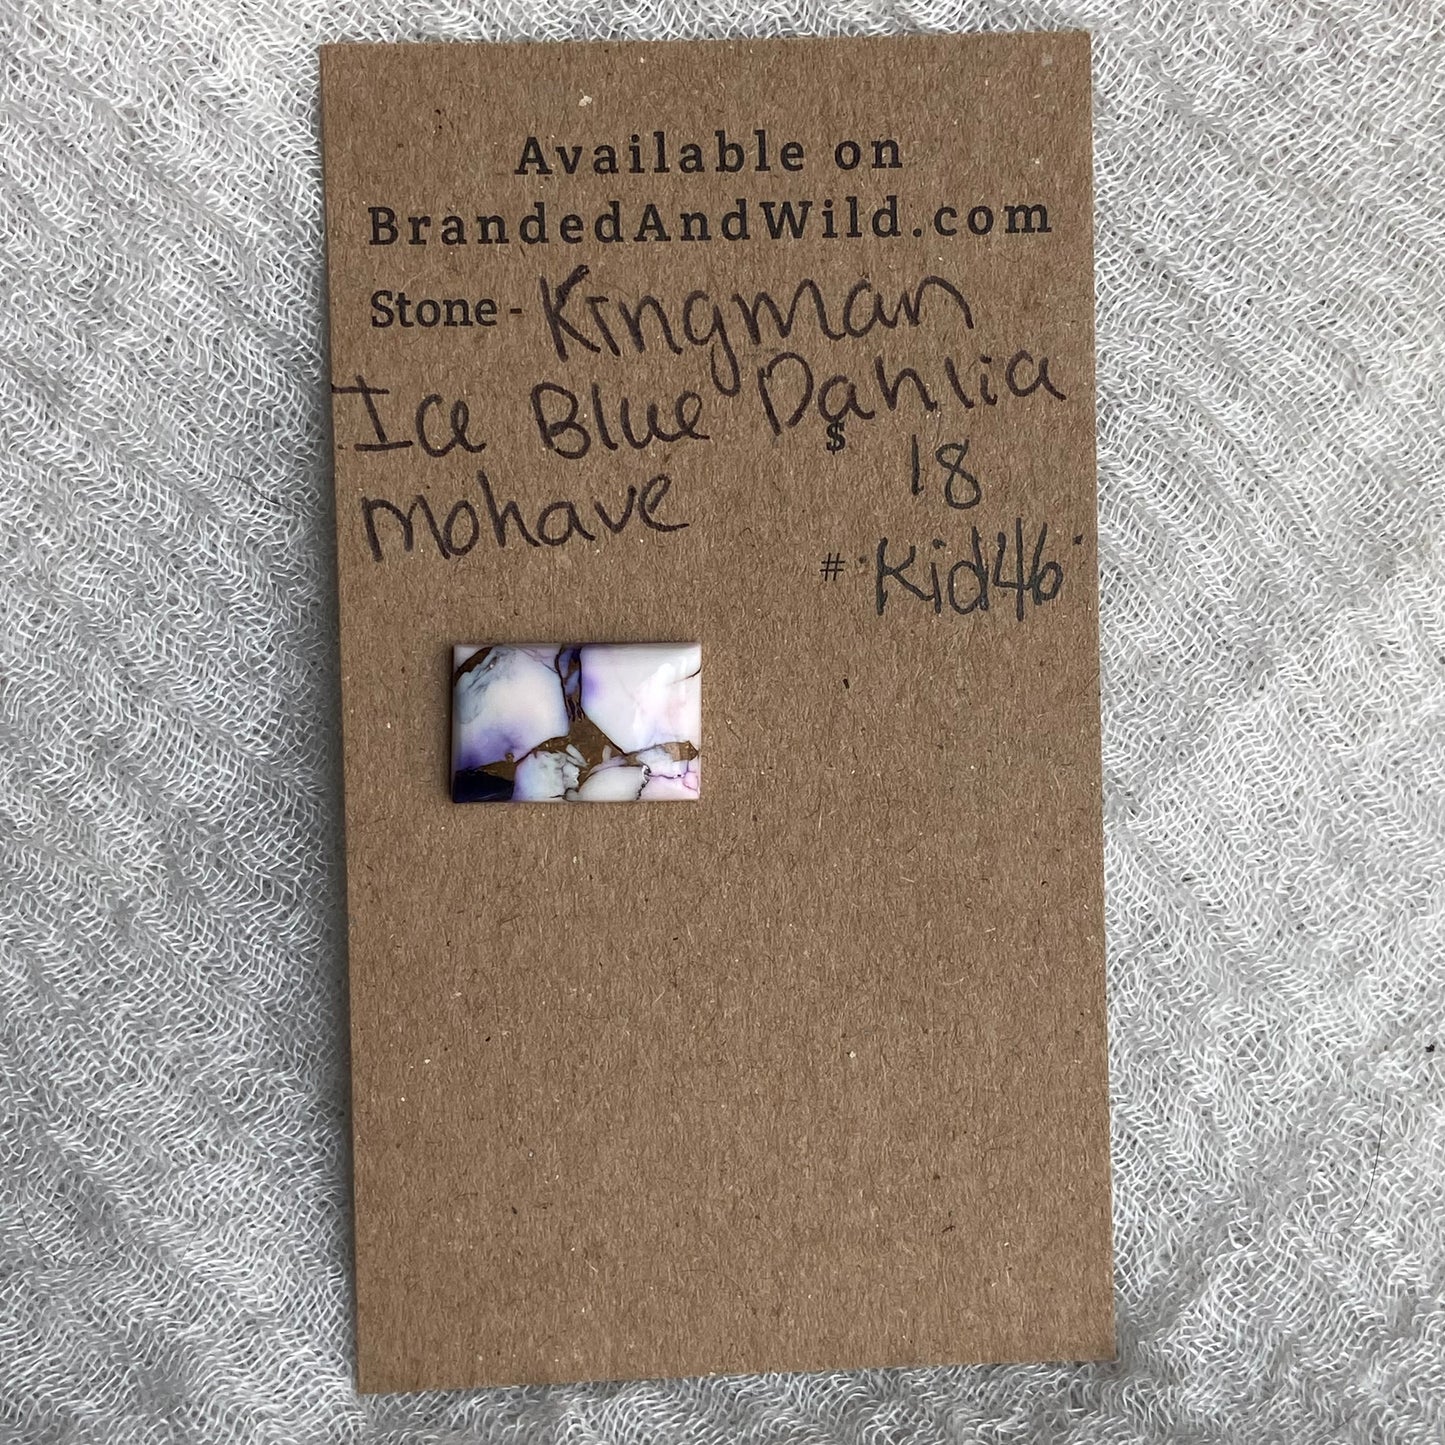 Available on
BrandedAndWild.com
Stone - Kingman
Ice Blue Dahlia
Mohave $ 18
# Kid46